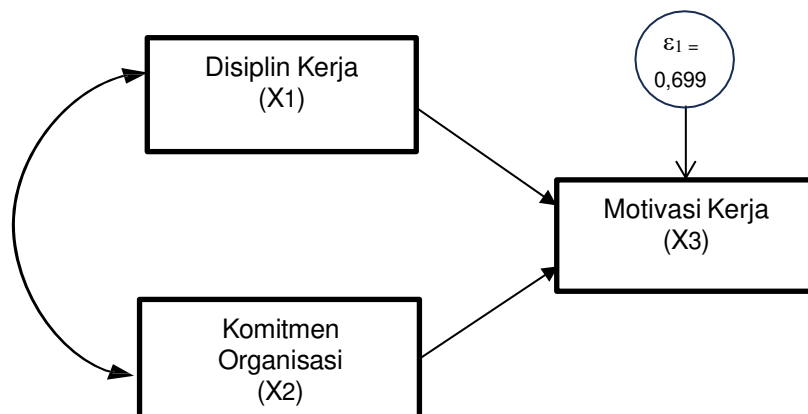 Disiplin Kerja
(X1)
ε1 =
0,699
Motivasi Kerja
(X3)
Komitmen
Organisasi
(X2)